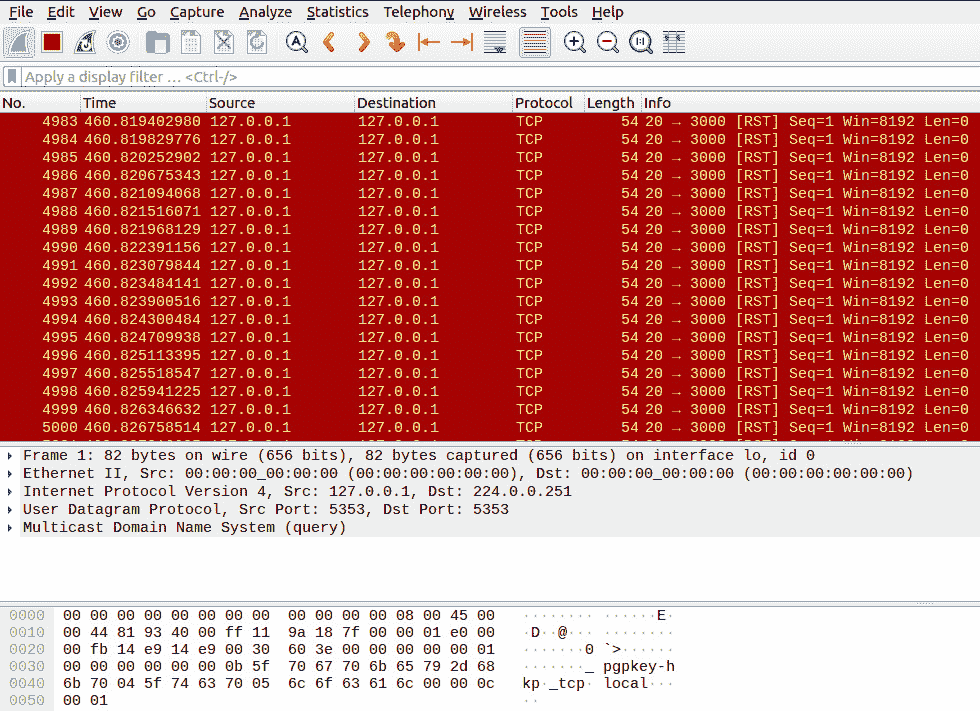 File Edit View Go Capture Analyze Statistics Telephony Wireless Tools Help
Apply a display filter … <Ctrl-/>
No. Time Source Destination Protocol Length Info
4983 460.819402980 127.0.0.1 127.0.0.1 TCP 54 20 → 3000 [RST] Seq=1 Win=8192 Len=0
4984 460.819829776 127.0.0.1 127.0.0.1 TCP 54 20 → 3000 [RST] Seq=1 Win=8192 Len=0
4985 460.820252902 127.0.0.1 127.0.0.1 TCP 54 20 → 3000 [RST] Seq=1 Win=8192 Len=0
4986 460.820675343 127.0.0.1 127.0.0.1 TCP 54 20 → 3000 [RST] Seq=1 Win=8192 Len=0
4987 460.821094068 127.0.0.1 127.0.0.1 TCP 54 20 → 3000 [RST] Seq=1 Win=8192 Len=0
4988 460.821516071 127.0.0.1 127.0.0.1 TCP 54 20 → 3000 [RST] Seq=1 Win=8192 Len=0
4989 460.821968129 127.0.0.1 127.0.0.1 TCP 54 20 → 3000 [RST] Seq=1 Win=8192 Len=0
4990 460.822391156 127.0.0.1 127.0.0.1 TCP 54 20 → 3000 [RST] Seq=1 Win=8192 Len=0
4991 460.823079844 127.0.0.1 127.0.0.1 TCP 54 20 → 3000 [RST] Seq=1 Win=8192 Len=0
4992 460.823484141 127.0.0.1 127.0.0.1 TCP 54 20 → 3000 [RST] Seq=1 Win=8192 Len=0
4993 460.823900516 127.0.0.1 127.0.0.1 TCP 54 20 → 3000 [RST] Seq=1 Win=8192 Len=0
4994 460.824300484 127.0.0.1 127.0.0.1 TCP 54 20 → 3000 [RST] Seq=1 Win=8192 Len=0
4995 460.824709938 127.0.0.1 127.0.0.1 TCP 54 20 → 3000 [RST] Seq=1 Win=8192 Len=0
4996 460.825113395 127.0.0.1 127.0.0.1 TCP 54 20 → 3000 [RST] Seq=1 Win=8192 Len=0
4997 460.825518547 127.0.0.1 127.0.0.1 TCP 54 20 → 3000 [RST] Seq=1 Win=8192 Len=0
4998 460.825941225 127.0.0.1 127.0.0.1 TCP 54 20 → 3000 [RST] Seq=1 Win=8192 Len=0
4999 460.826346632 127.0.0.1 127.0.0.1 TCP 54 20 → 3000 [RST] Seq=1 Win=8192 Len=0
5000 460.826758514 127.0.0.1 127.0.0.1 TCP 54 20 → 3000 [RST] Seq=1 Win=8192 Len=0
Frame 1: 82 bytes on wire (656 bits), 82 bytes captured (656 bits) on interface lo, id 0
Ethernet II, Src: 00:00:00_00:00:00 (00:00:00:00:00:00), Dst: 00:00:00_00:00:00 (00:00:00:00:00:00)
Internet Protocol Version 4, Src: 127.0.0.1, Dst: 224.0.0.251
User Datagram Protocol, Src Port: 5353, Dst Port: 5353
Multicast Domain Name System (query)
0000 00 00 00 00 00 00 00 00 00 00 00 00 08 00 45 00 ········ ······E·
0010 00 44 81 93 40 00 ff 11 9a 18 7f 00 00 01 e0 00 ·D··@··· ········
0020 00 fb 14 e9 14 e9 00 30 60 3e 00 00 00 00 00 01 ·······0 `>······
0030 00 00 00 00 00 00 0b 5f 70 67 70 6b 65 79 2d 68 ·······_ pgpkey-h
0040 6b 70 04 5f 74 63 70 05 6c 6f 63 61 6c 00 00 0c kp·_tcp· local···
0050 00 01 ··